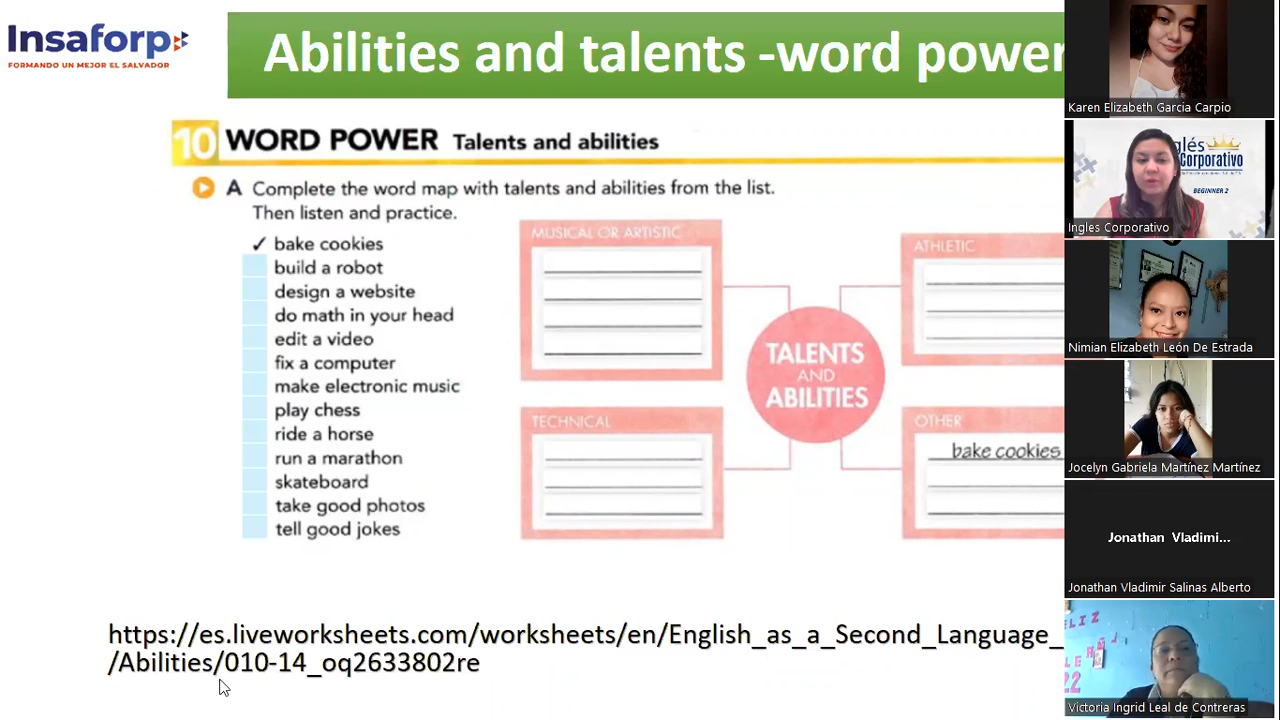 Insaforp
FORMANDO UN MEJOR EL SALVADOR
Abilities and talents -word power
10 WORD POWER Talents and abilities
A Complete the word map with talents and abilities from the list.
Then listen and practice.
✓ bake cookies
build a robot
design a website
do math in your head
edit a video
fix a computer
make electronic music
play chess
ride a horse
run a marathon
skateboard
take good photos
tell good jokes
MUSICAL OR ARTISTIC
ATHLETIC
TALENTS
AND
ABILITIES
TECHNICAL
OTHER
bake cookies
https://es.liveworksheets.com/worksheets/en/English_as_a_Second_Language_
/Abilities/010-14_oq2633802re
Karen Elizabeth Garcia Carpio
glés
Corporativo
BEGINNER 2
Ingles Corporativo
Nimian Elizabeth León De Estrada
Jocelyn Gabriela Martínez Martínez
Jonathan Vladimi...
Jonathan Vladimir Salinas Alberto
ELIZ
22
Victoria Ingrid Leal de Contreras